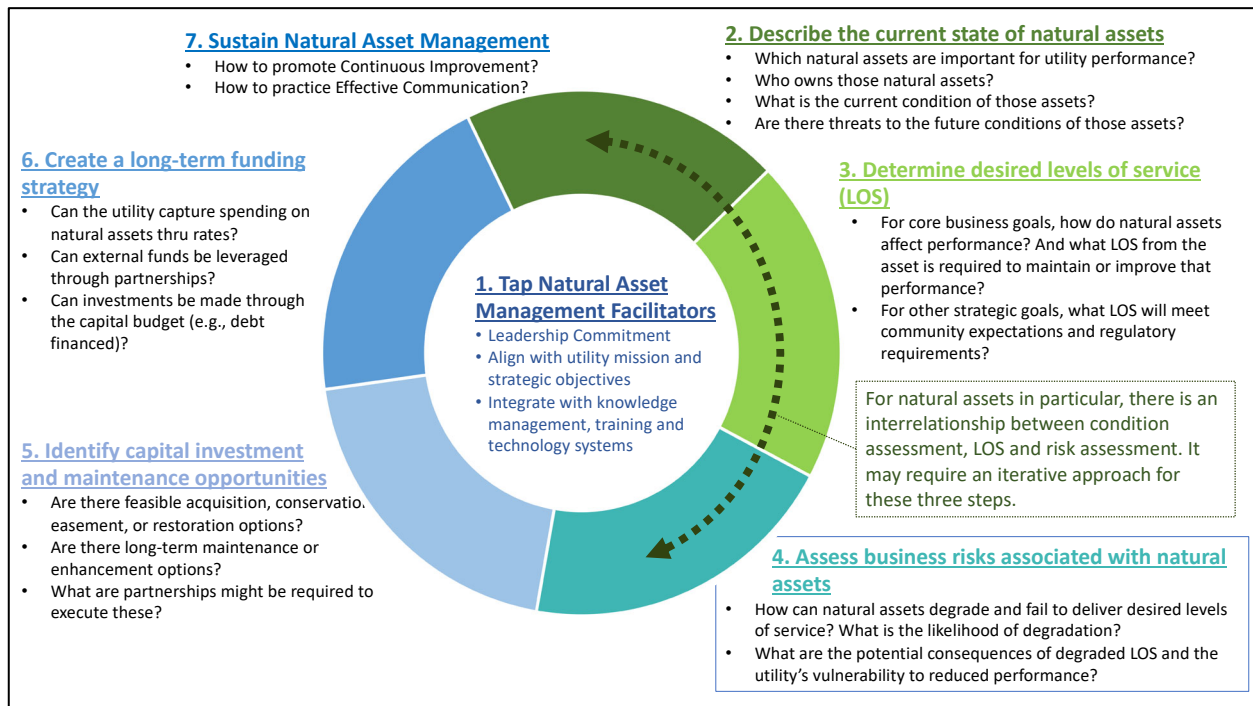 7. Sustain Natural Asset Management
• How to promote Continuous Improvement?
• How to practice Effective Communication?
2. Describe the current state of natural assets
• Which natural assets are important for utility performance?
• Who owns those natural assets?
• What is the current condition of those assets?
• Are there threats to the future conditions of those assets?
6. Create a long-term funding
strategy
• Can the utility capture spending on
natural assets thru rates?
• Can external funds be leveraged
through partnerships?
• Can investments be made through
the capital budget (e.g., debt
financed)?
3. Determine desired levels of service
(LOS)
• For core business goals, how do natural assets
affect performance? And what LOS from the
asset is required to maintain or improve that
performance?
• For other strategic goals, what LOS will meet
community expectations and regulatory
requirements?
1. Tap Natural Asset
Management Facilitators
• Leadership Commitment
• Align with utility mission and
strategic objectives
• Integrate with knowledge
management, training and
technology systems
For natural assets in particular, there is an
interrelationship between condition
assessment, LOS and risk assessment. It
may require an iterative approach for
these three steps.
5. Identify capital investment
and maintenance opportunities
• Are there feasible acquisition, conservation
easement, or restoration options?
• Are there long-term maintenance or
enhancement options?
• What are partnerships might be required to
execute these?
4. Assess business risks associated with natural
assets
• How can natural assets degrade and fail to deliver desired levels
of service? What is the likelihood of degradation?
• What are the potential consequences of degraded LOS and the
utility's vulnerability to reduced performance?